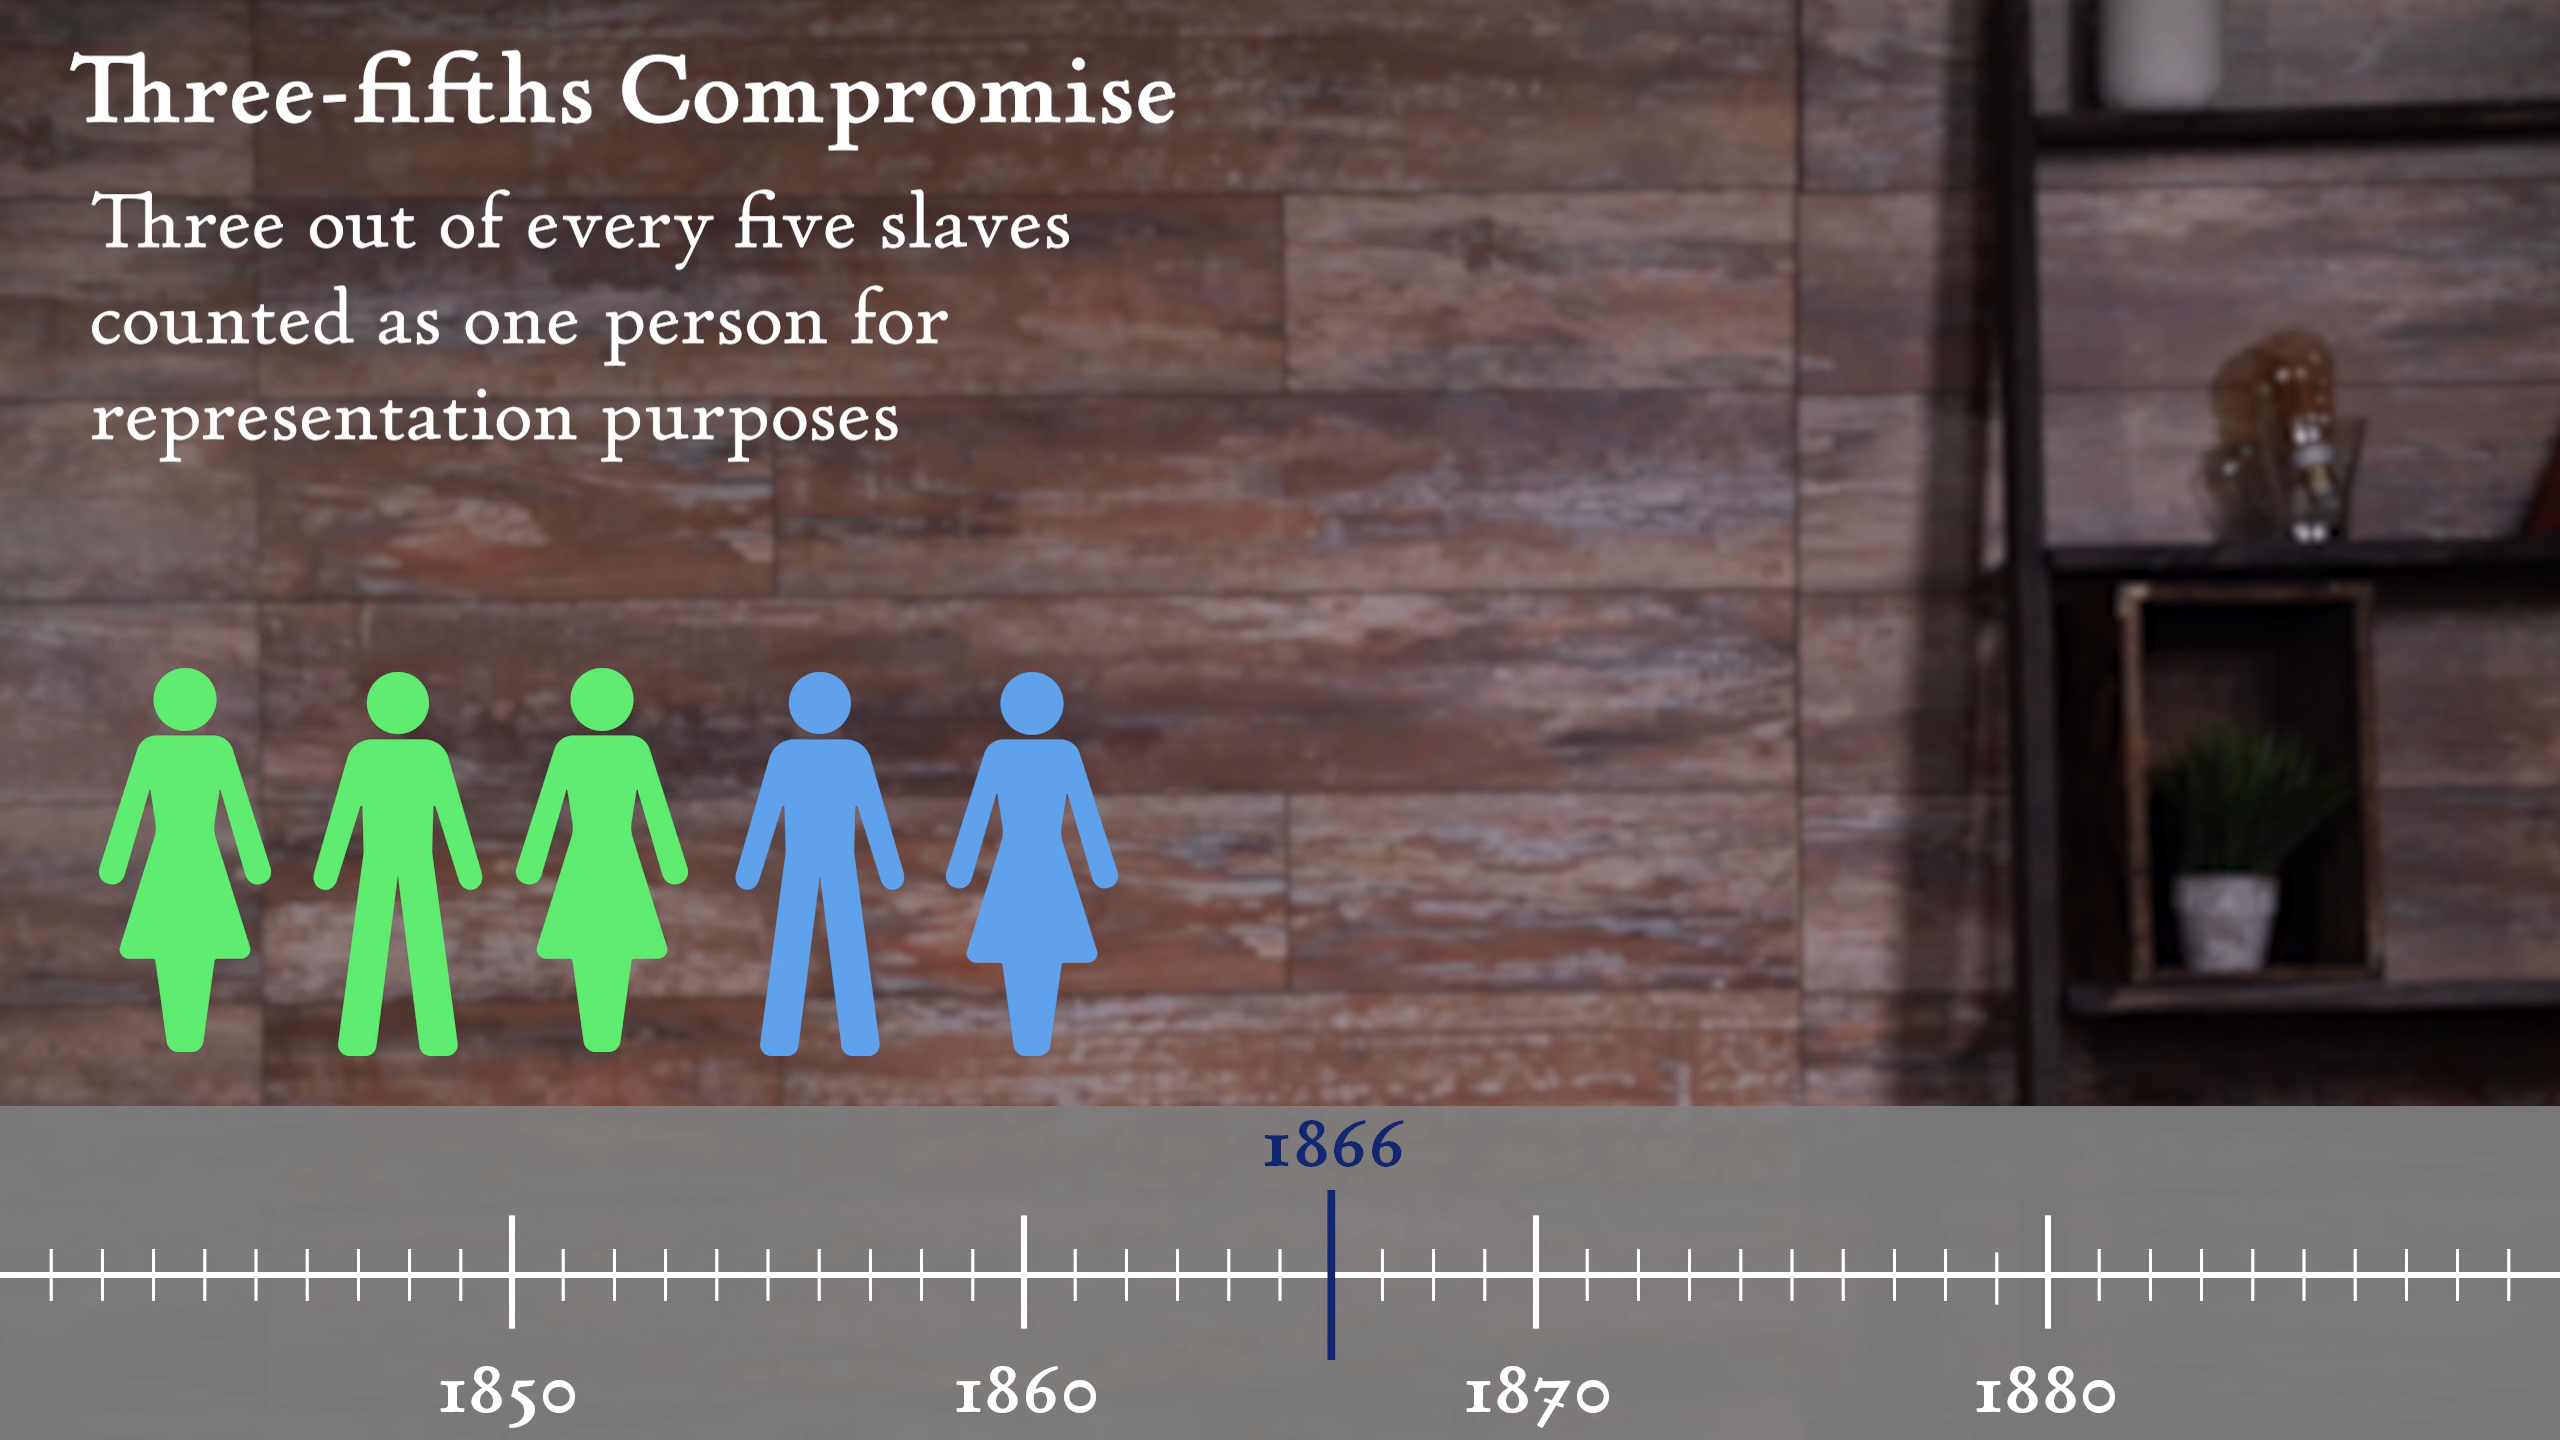 Three-fifths Compromise
Three out of every five slaves
counted as one person for
representation purposes
1866
1850 1860 1870 1880